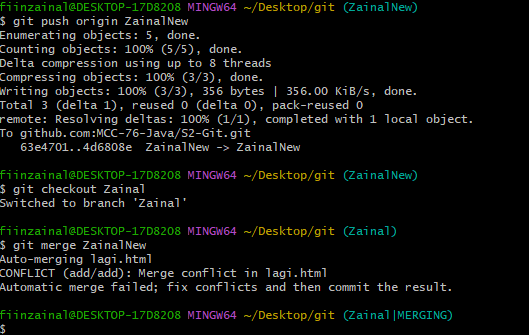 fiinzainal@DESKTOP-17D8208 MINGW64 ~/Desktop/git (ZainalNew)
$ git push origin ZainalNew
Enumerating objects: 5, done.
Counting objects: 100% (5/5), done.
Delta compression using up to 8 threads
Compressing objects: 100% (3/3), done.
Writing objects: 100% (3/3), 356 bytes | 356.00 KiB/s, done.
Total 3 (delta 1), reused 0 (delta 0), pack-reused 0
remote: Resolving deltas: 100% (1/1), completed with 1 local object.
To github.com:MCC-76-Java/S2-Git.git
   63e4701..4d6808e  ZainalNew -> ZainalNew
fiinzainal@DESKTOP-17D8208 MINGW64 ~/Desktop/git (ZainalNew)
$ git checkout Zainal
Switched to branch 'Zainal'
fiinzainal@DESKTOP-17D8208 MINGW64 ~/Desktop/git (Zainal)
$ git merge ZainalNew
Auto-merging lagi.html
CONFLICT (add/add): Merge conflict in lagi.html
Automatic merge failed; fix conflicts and then commit the result.
fiinzainal@DESKTOP-17D8208 MINGW64 ~/Desktop/git (Zainal|MERGING)
$